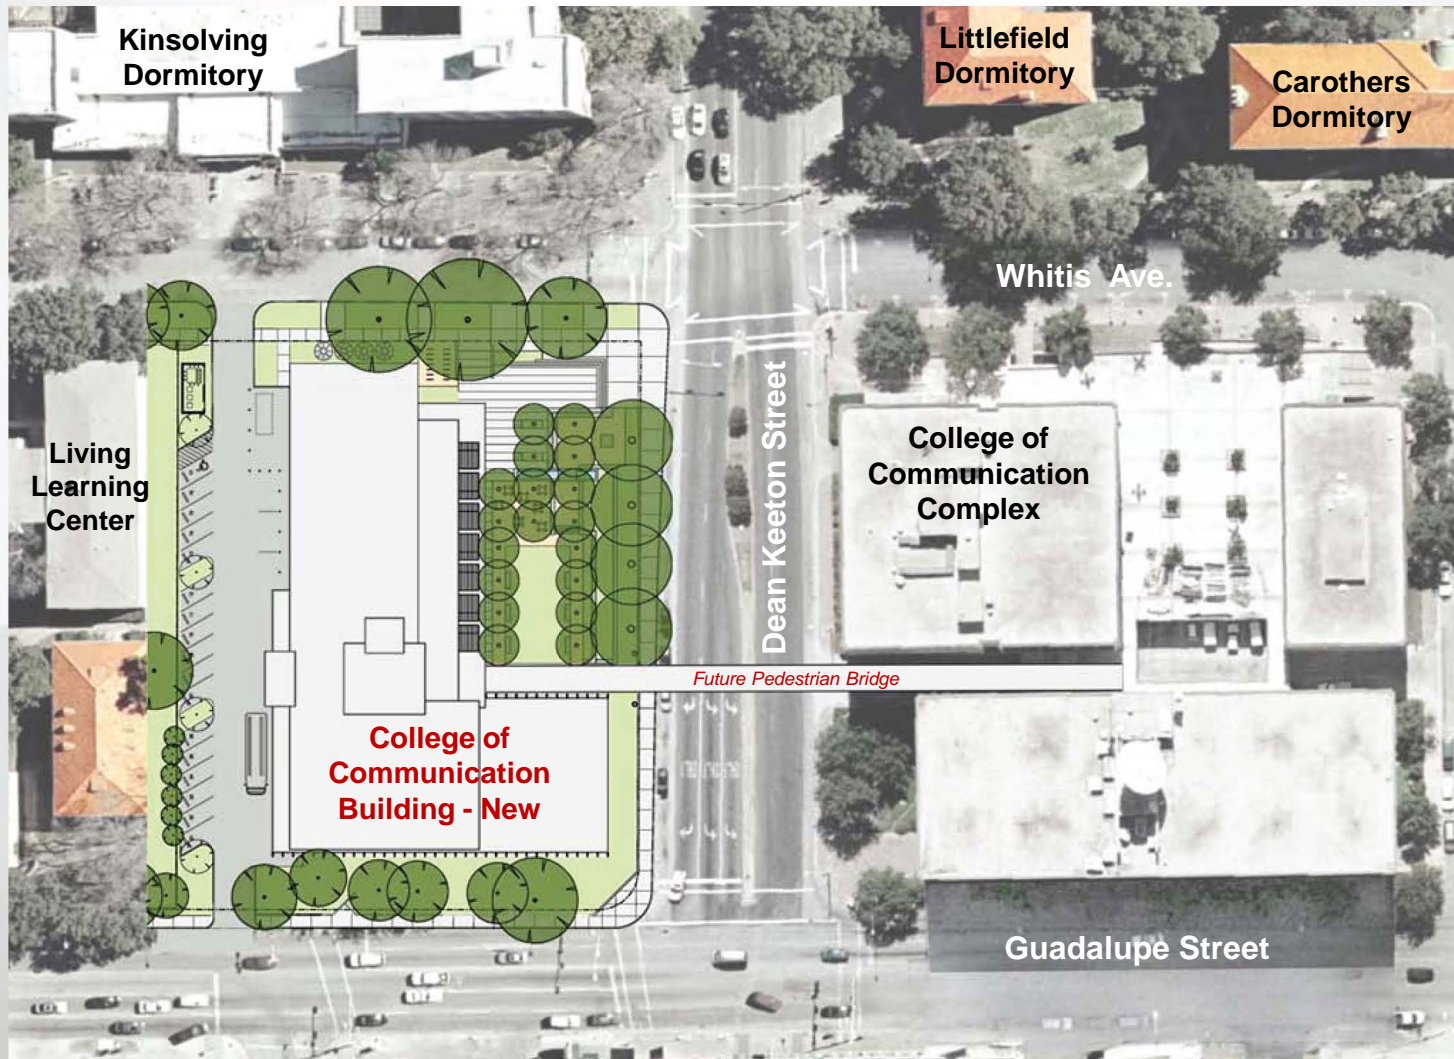 Kinsolving
Dormitory
Littlefield
Dormitory
Carothers
Dormitory
Whitis Ave.
Living
Learning
Center
Dean Keeton Street
College of
Communication
Complex
Future Pedestrian Bridge
College of
Communication
Building - New
Guadalupe Street